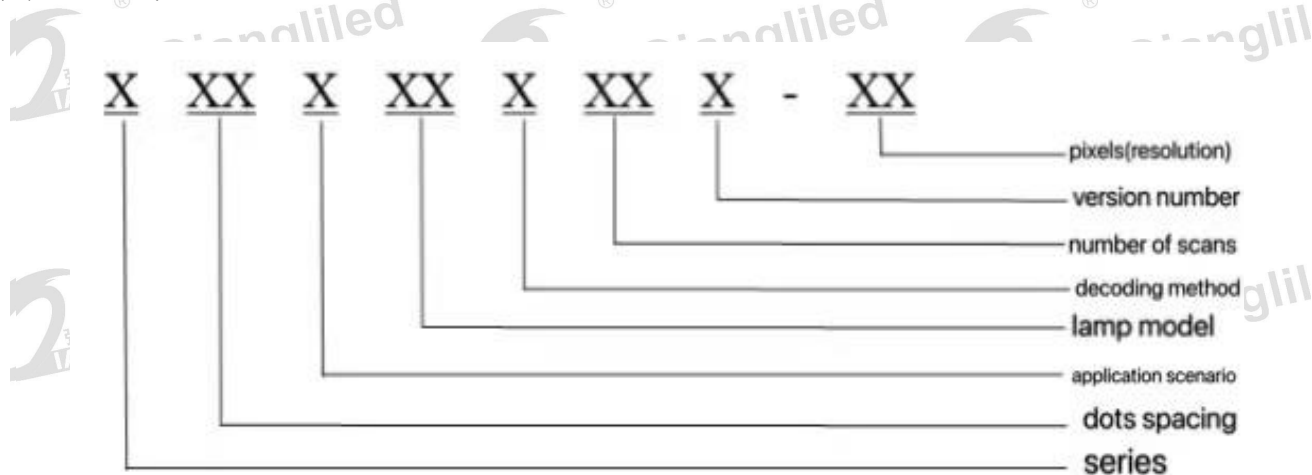 X XX X XX X XX X - XX
pixels(resolution)
version number
number of scans
decoding method
lamp model
application scenario
dots spacing
series